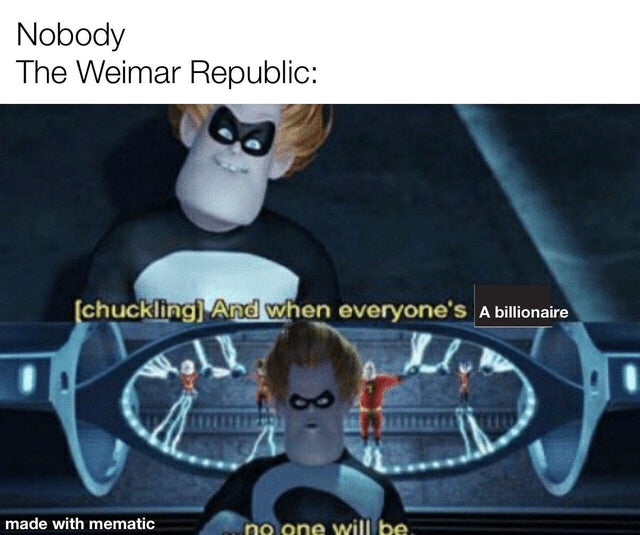 Nobody
The Weimar Republic:
[chuckling] And when everyone's A billionaire
no one will be
made with mematic